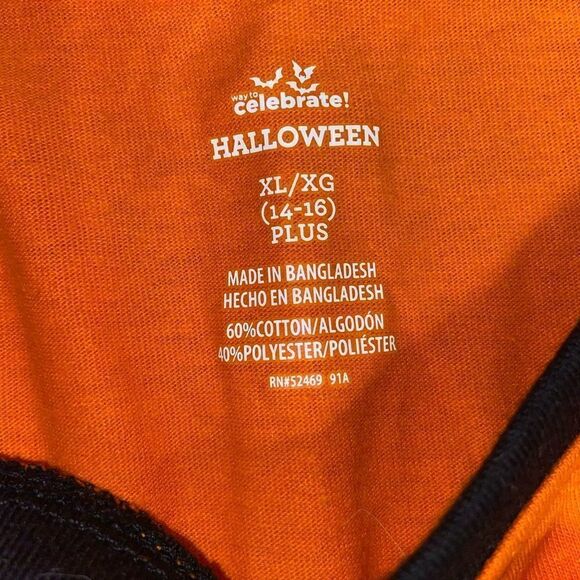 way to
celebrate!
HALLOWEEN
XL/XG
(14-16)
PLUS
MADE IN BANGLADESH
HECHO EN BANGLADESH
60%COTTON/ALGODÓN
40%POLYESTER/POLIÉSTER
RN#52469 91A